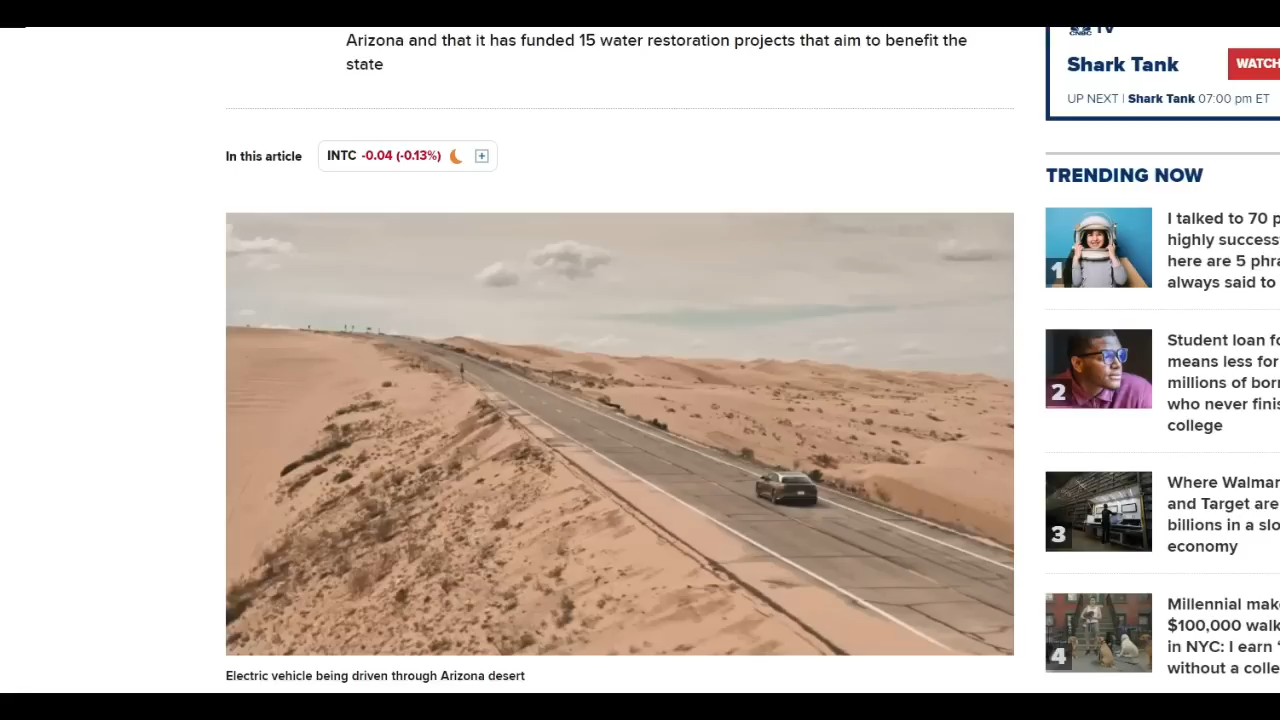 Arizona and that it has funded 15 water restoration projects that aim to benefit the
state
In this article
INTC -0.04 (-0.13%)
Electric vehicle being driven through Arizona desert
CNBC TV
Shark Tank
WATCH
UP NEXT | Shark Tank 07:00 pm ET
TRENDING NOW
1
I talked to 70 p
highly success
here are 5 phra
always said to
2
Student loan fo
means less for
millions of borr
who never finis
college
3
Where Walmar
and Target are
billions in a slo
economy
4
Millennial mak
$100,000 walk
in NYC: I earn ‘
without a colle